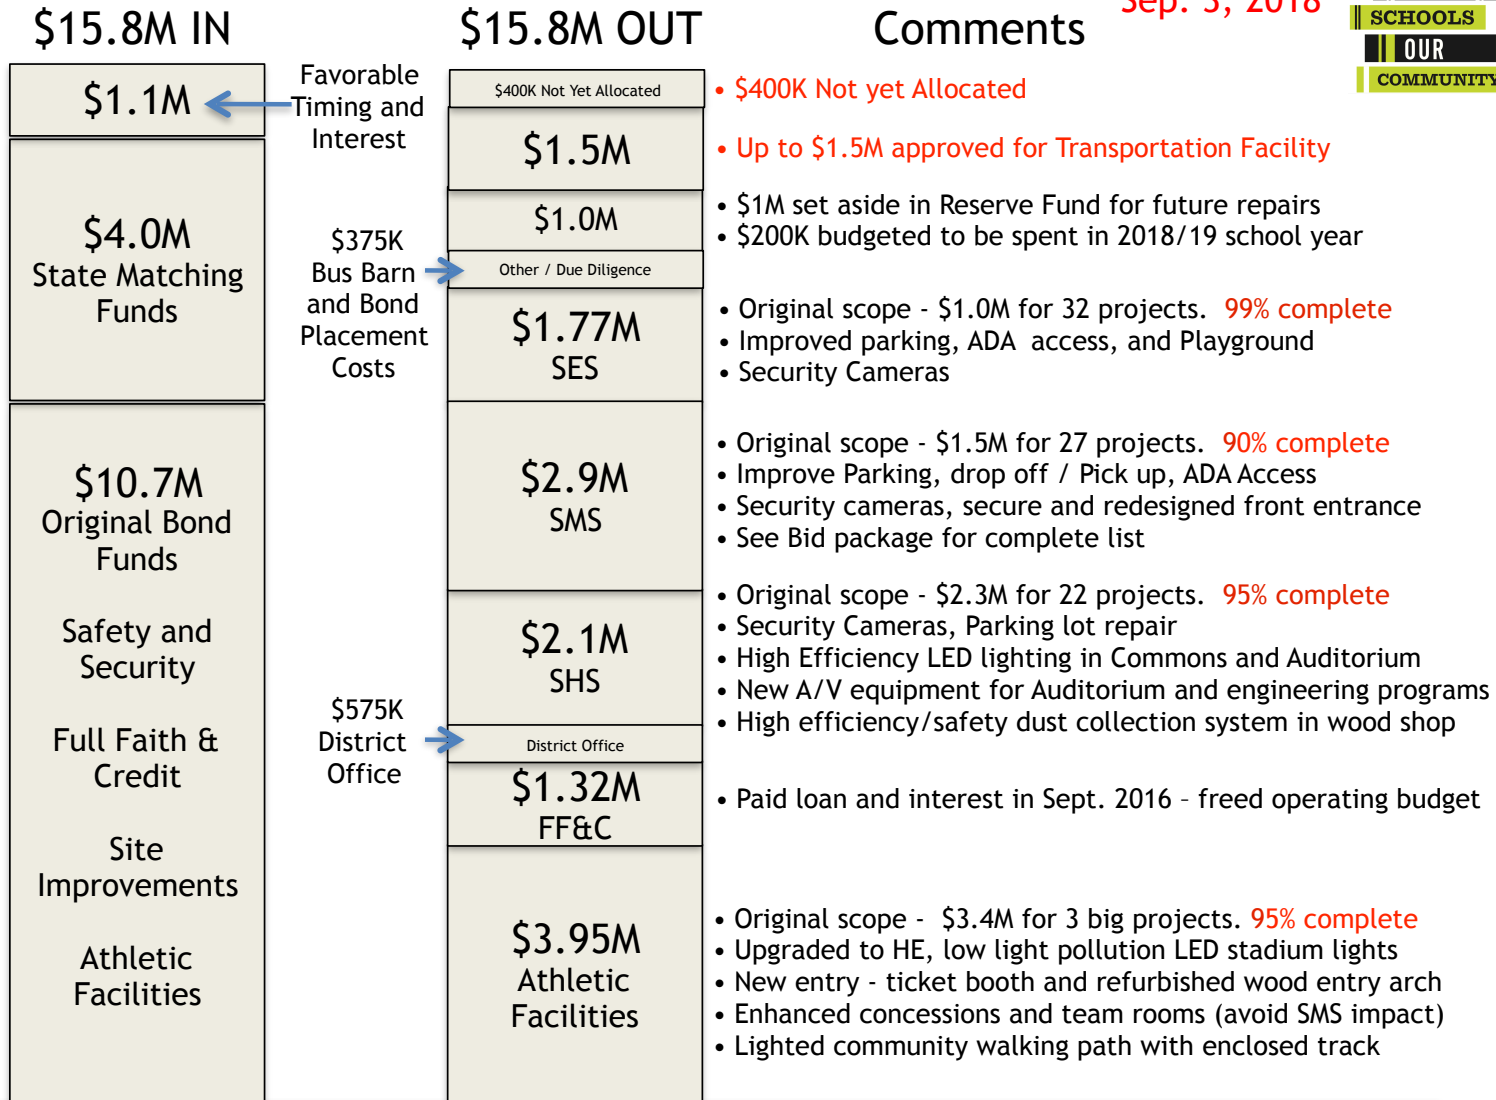 Sep. 5, 2018
SCHOOLS
OUR
COMMUNITY
$15.8M IN
$15.8M OUT
Comments
$1.1M
$4.0M
State Matching
Funds
$10.7M
Original Bond
Funds
Safety and
Security
Full Faith &
Credit
Site
Improvements
Athletic
Facilities
Favorable
Timing and
Interest
$375K
Bus Barn
and Bond
Placement
Costs
$575K
District
Office
$400K Not Yet Allocated
$1.5M
$1.0M
Other / Due Diligence
$1.77M
SES
$2.9M
SMS
$2.1M
SHS
District Office
$1.32M
FF&C
$3.95M
Athletic
Facilities
• $400K Not yet Allocated
• Up to $1.5M approved for Transportation Facility
• $1M set aside in Reserve Fund for future repairs
• $200K budgeted to be spent in 2018/19 school year
• Original scope - $1.0M for 32 projects. 99% complete
• Improved parking, ADA access, and Playground
• Security Cameras
• Original scope - $1.5M for 27 projects. 90% complete
• Improve Parking, drop off / Pick up, ADA Access
• Security cameras, secure and redesigned front entrance
• See Bid package for complete list
• Original scope - $2.3M for 22 projects. 95% complete
• Security Cameras, Parking lot repair
• High Efficiency LED lighting in Commons and Auditorium
• New A/V equipment for Auditorium and engineering programs
• High efficiency/safety dust collection system in wood shop
• Paid loan and interest in Sept. 2016 – freed operating budget
• Original scope - $3.4M for 3 big projects. 95% complete
• Upgraded to HE, low light pollution LED stadium lights
• New entry - ticket booth and refurbished wood entry arch
• Enhanced concessions and team rooms (avoid SMS impact)
• Lighted community walking path with enclosed track